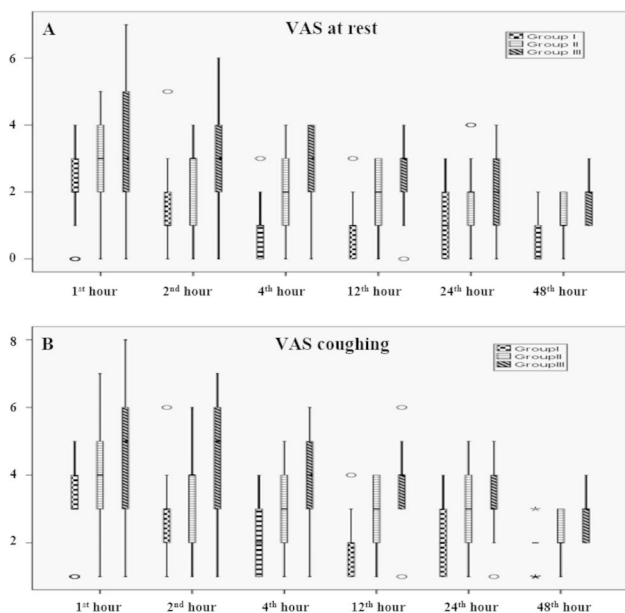 A
VAS at rest
Group I
Group II
Group III
6
4
2
0
1st hour 2nd hour 4th hour 12th hour 24th hour 48th hour
B
VAS coughing
GroupI
GroupII
GroupIII
8
6
4
2
1st hour 2nd hour 4th hour 12th hour 24th hour 48th hour